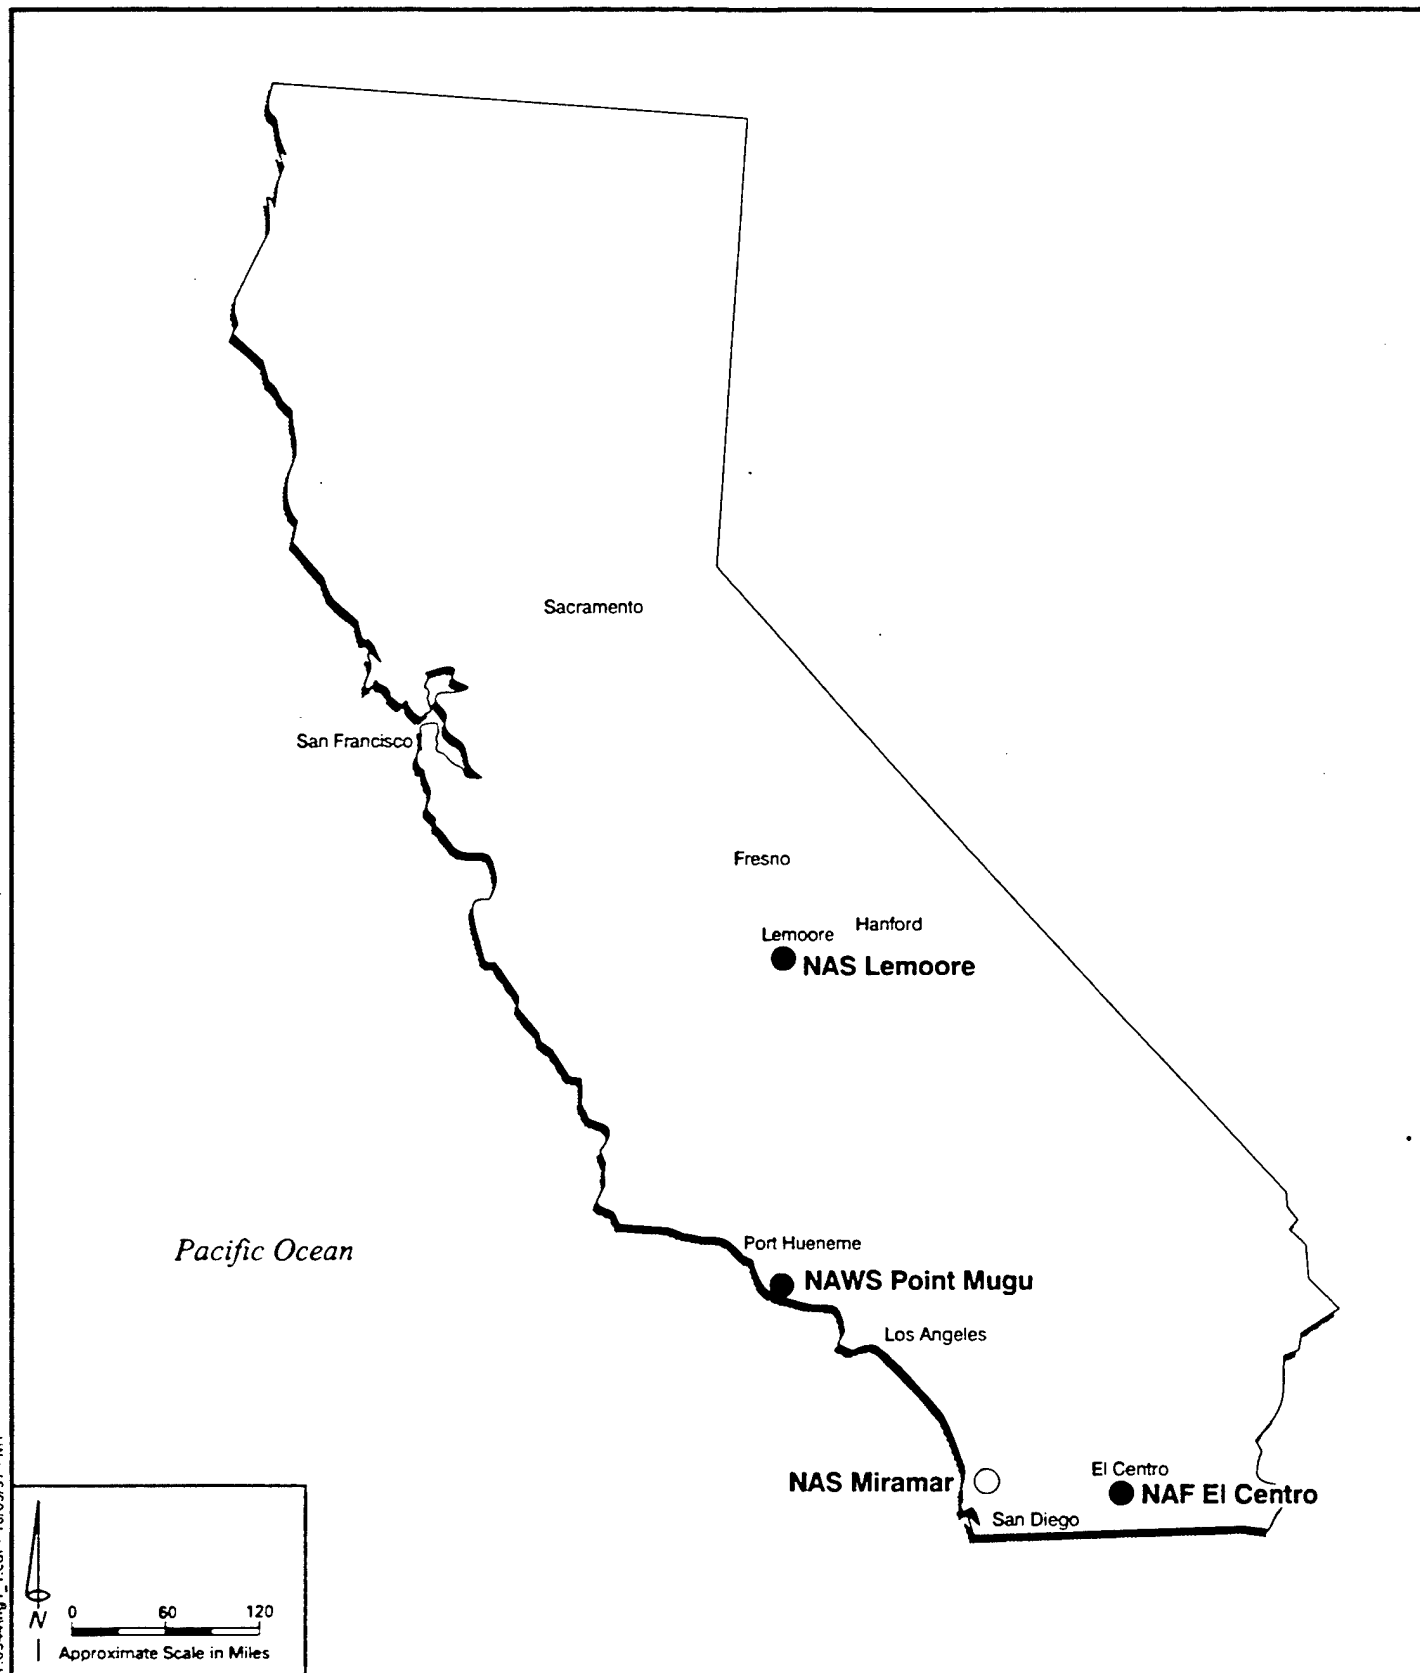 Sacramento
San Francisco
Fresno
Hanford
Lemoore
NAS Lemoore
Pacific Ocean
Port Hueneme
NAWS Point Mugu
Los Angeles
NAS Miramar
El Centro
NAF El Centro
San Diego
N
0 60 120
Approximate Scale in Miles